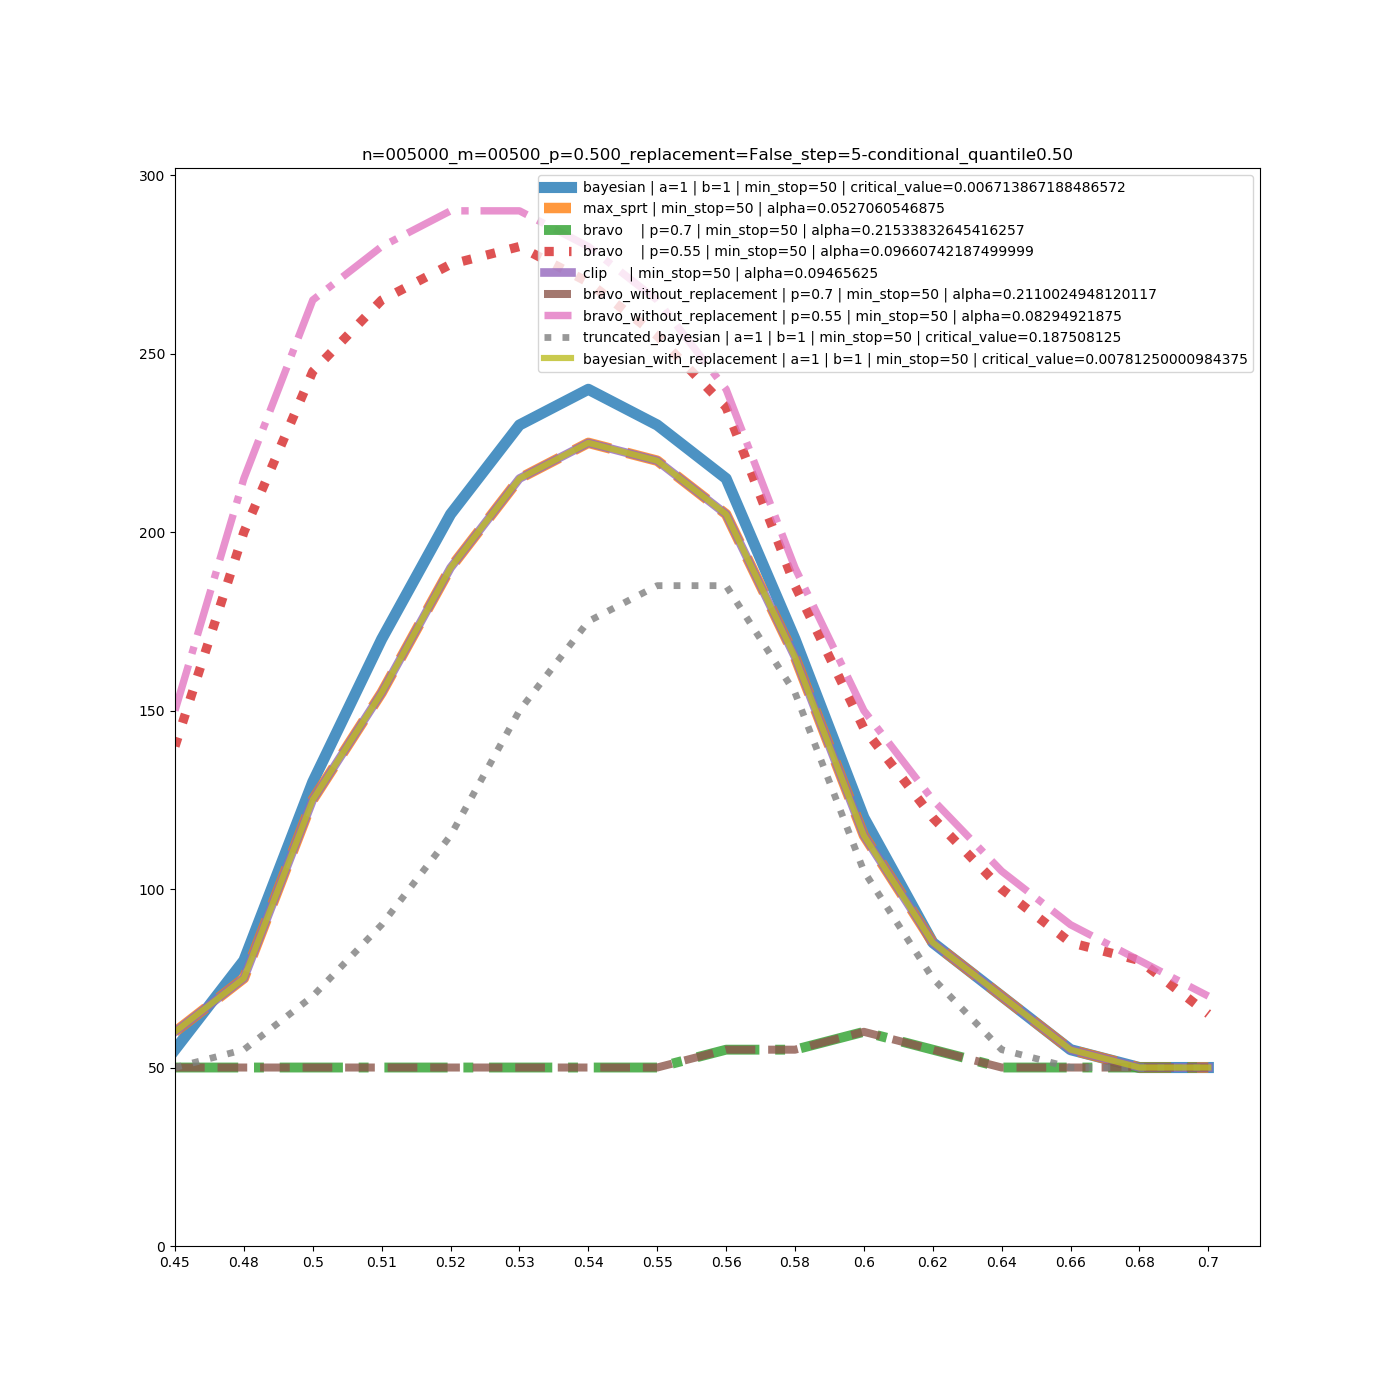 n=005000_m=00500_p=0.500_replacement=False_step=5-conditional_quantile0.50
bayesian | a=1 | b=1 | min_stop=50 | critical_value=0.006713867188486572
max_sprt | min_stop=50 | alpha=0.0527060546875
bravo    | p=0.7 | min_stop=50 | alpha=0.21533832645416257
bravo    | p=0.55 | min_stop=50 | alpha=0.09660742187499999
clip     | min_stop=50 | alpha=0.09465625
bravo_without_replacement | p=0.7 | min_stop=50 | alpha=0.2110024948120117
bravo_without_replacement | p=0.55 | min_stop=50 | alpha=0.08294921875
truncated_bayesian | a=1 | b=1 | min_stop=50 | critical_value=0.187508125
bayesian_with_replacement | a=1 | b=1 | min_stop=50 | critical_value=0.00781250000984375
300
250
200
150
100
50
0
0.45 0.48 0.5 0.51 0.52 0.53 0.54 0.55 0.56 0.58 0.6 0.62 0.64 0.66 0.68 0.7